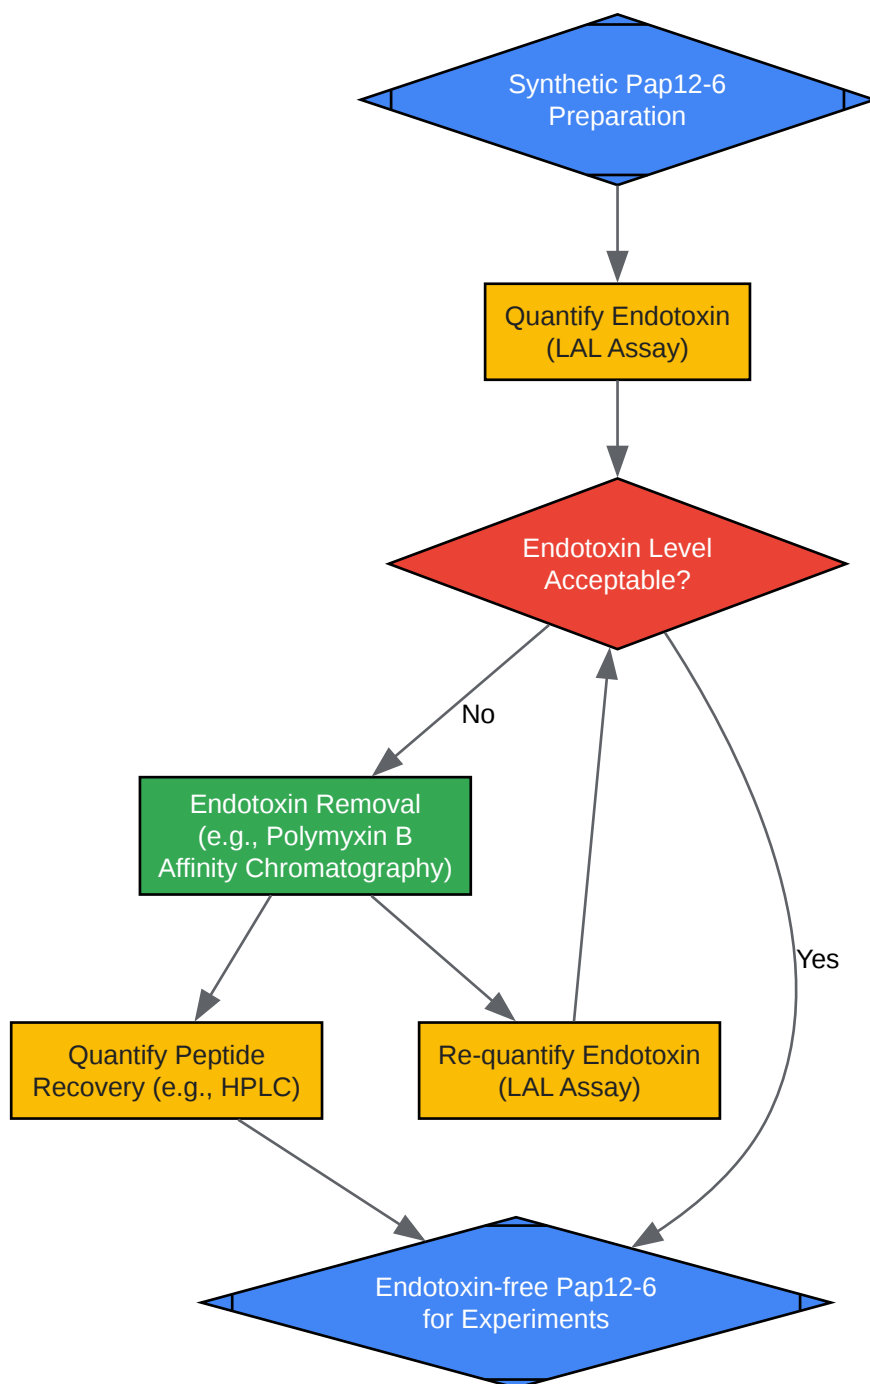 Synthetic Pap12-6
Preparation
Quantify Endotoxin
(LAL Assay)
Endotoxin Level
Acceptable?
No
Endotoxin Removal
(e.g., Polymyxin B
Affinity Chromatography)
Yes
Quantify Peptide
Recovery (e.g., HPLC)
Re-quantify Endotoxin
(LAL Assay)
Endotoxin-free Pap12-6
for Experiments